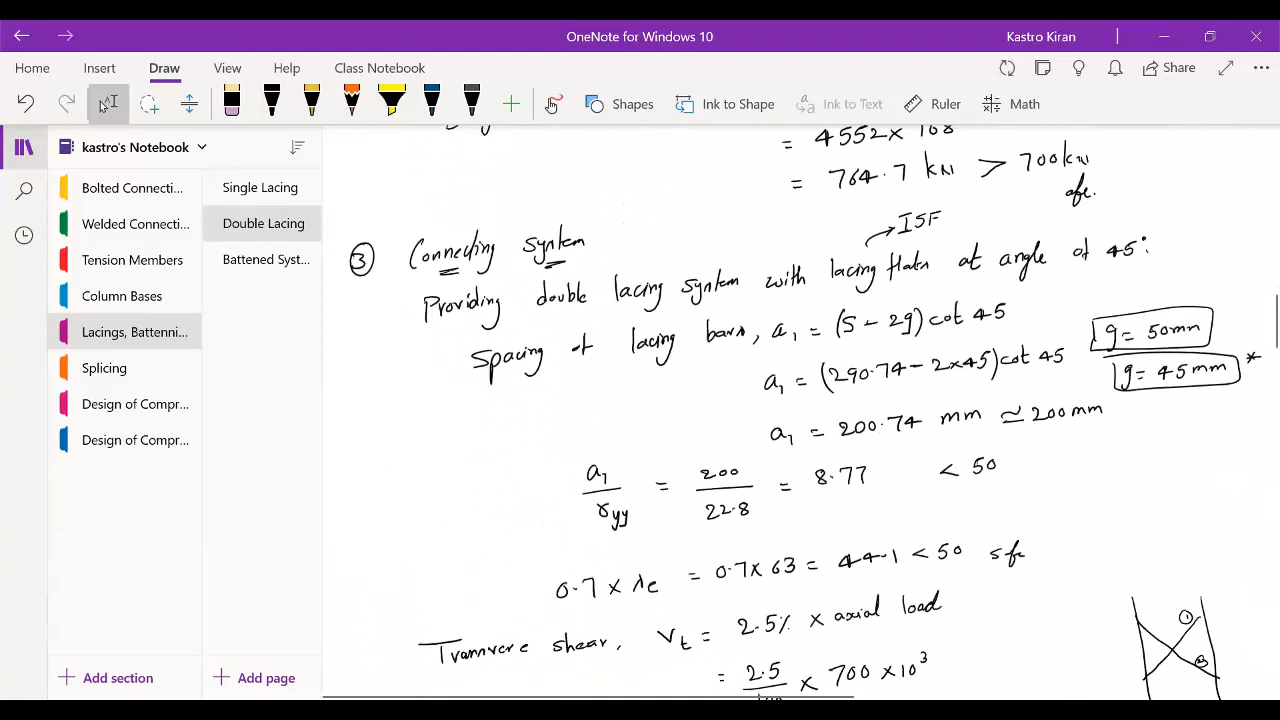 OneNote for Windows 10
Kastro Kiran
Home Insert Draw View Help Class Notebook Share
Shapes Ink to Shape Ink to Text Ruler Math
kastro's Notebook
Bolted Connecti...
Welded Connecti...
Tension Members
Column Bases
Lacings, Battenni...
Splicing
Design of Compr...
Design of Compr...
Add section
Single Lacing
Double Lacing
Battened Syst...
Add page
= 4552 × 168
= 764.7 kN > 700 kN
③ Connecting system
→ ISF
Providing double lacing system with lacing flats at angle of 45°.
Spacing of lacing bars, a₁ = (S - 2g) cot 45
g = 50mm
a₁ = (290.74 - 2×45) cot 45
g = 45mm *
a₁ = 200.74 mm ≃ 200mm
a₁/ryy = 200/22.8 = 8.77 < 50
0.7 × λe = 0.7 × 63 = 44.1 < 50 safe
Transverse shear, Vt = 2.5% × axial load
= 2.5/100 × 700 × 10³
①
②